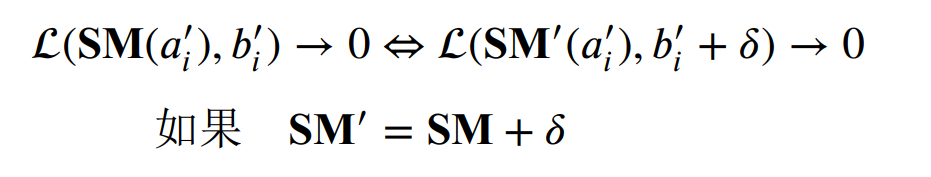 ℒ(𝐒𝐌(a′ᵢ), b′ᵢ) → 0 ⇔ ℒ(𝐒𝐌′(a′ᵢ), b′ᵢ + δ) → 0
如果 𝐒𝐌′ = 𝐒𝐌 + δ